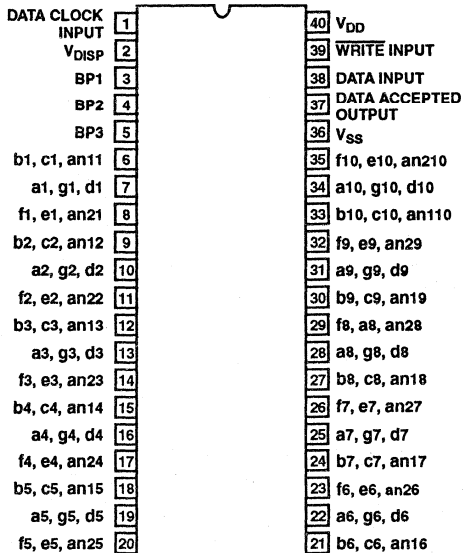 DATA CLOCK INPUT 1
VDISP 2
BP1 3
BP2 4
BP3 5
b1, c1, an11 6
a1, g1, d1 7
f1, e1, an21 8
b2, c2, an12 9
a2, g2, d2 10
f2, e2, an22 11
b3, c3, an13 12
a3, g3, d3 13
f3, e3, an23 14
b4, c4, an14 15
a4, g4, d4 16
f4, e4, an24 17
b5, c5, an15 18
a5, g5, d5 19
f5, e5, an25 20
40 VDD
39 WRITE INPUT
38 DATA INPUT
37 DATA ACCEPTED OUTPUT
36 VSS
35 f10, e10, an210
34 a10, g10, d10
33 b10, c10, an110
32 f9, e9, an29
31 a9, g9, d9
30 b9, c9, an19
29 f8, a8, an28
28 a8, g8, d8
27 b8, c8, an18
26 f7, e7, an27
25 a7, g7, d7
24 b7, c7, an17
23 f6, e6, an26
22 a6, g6, d6
21 b6, c6, an16